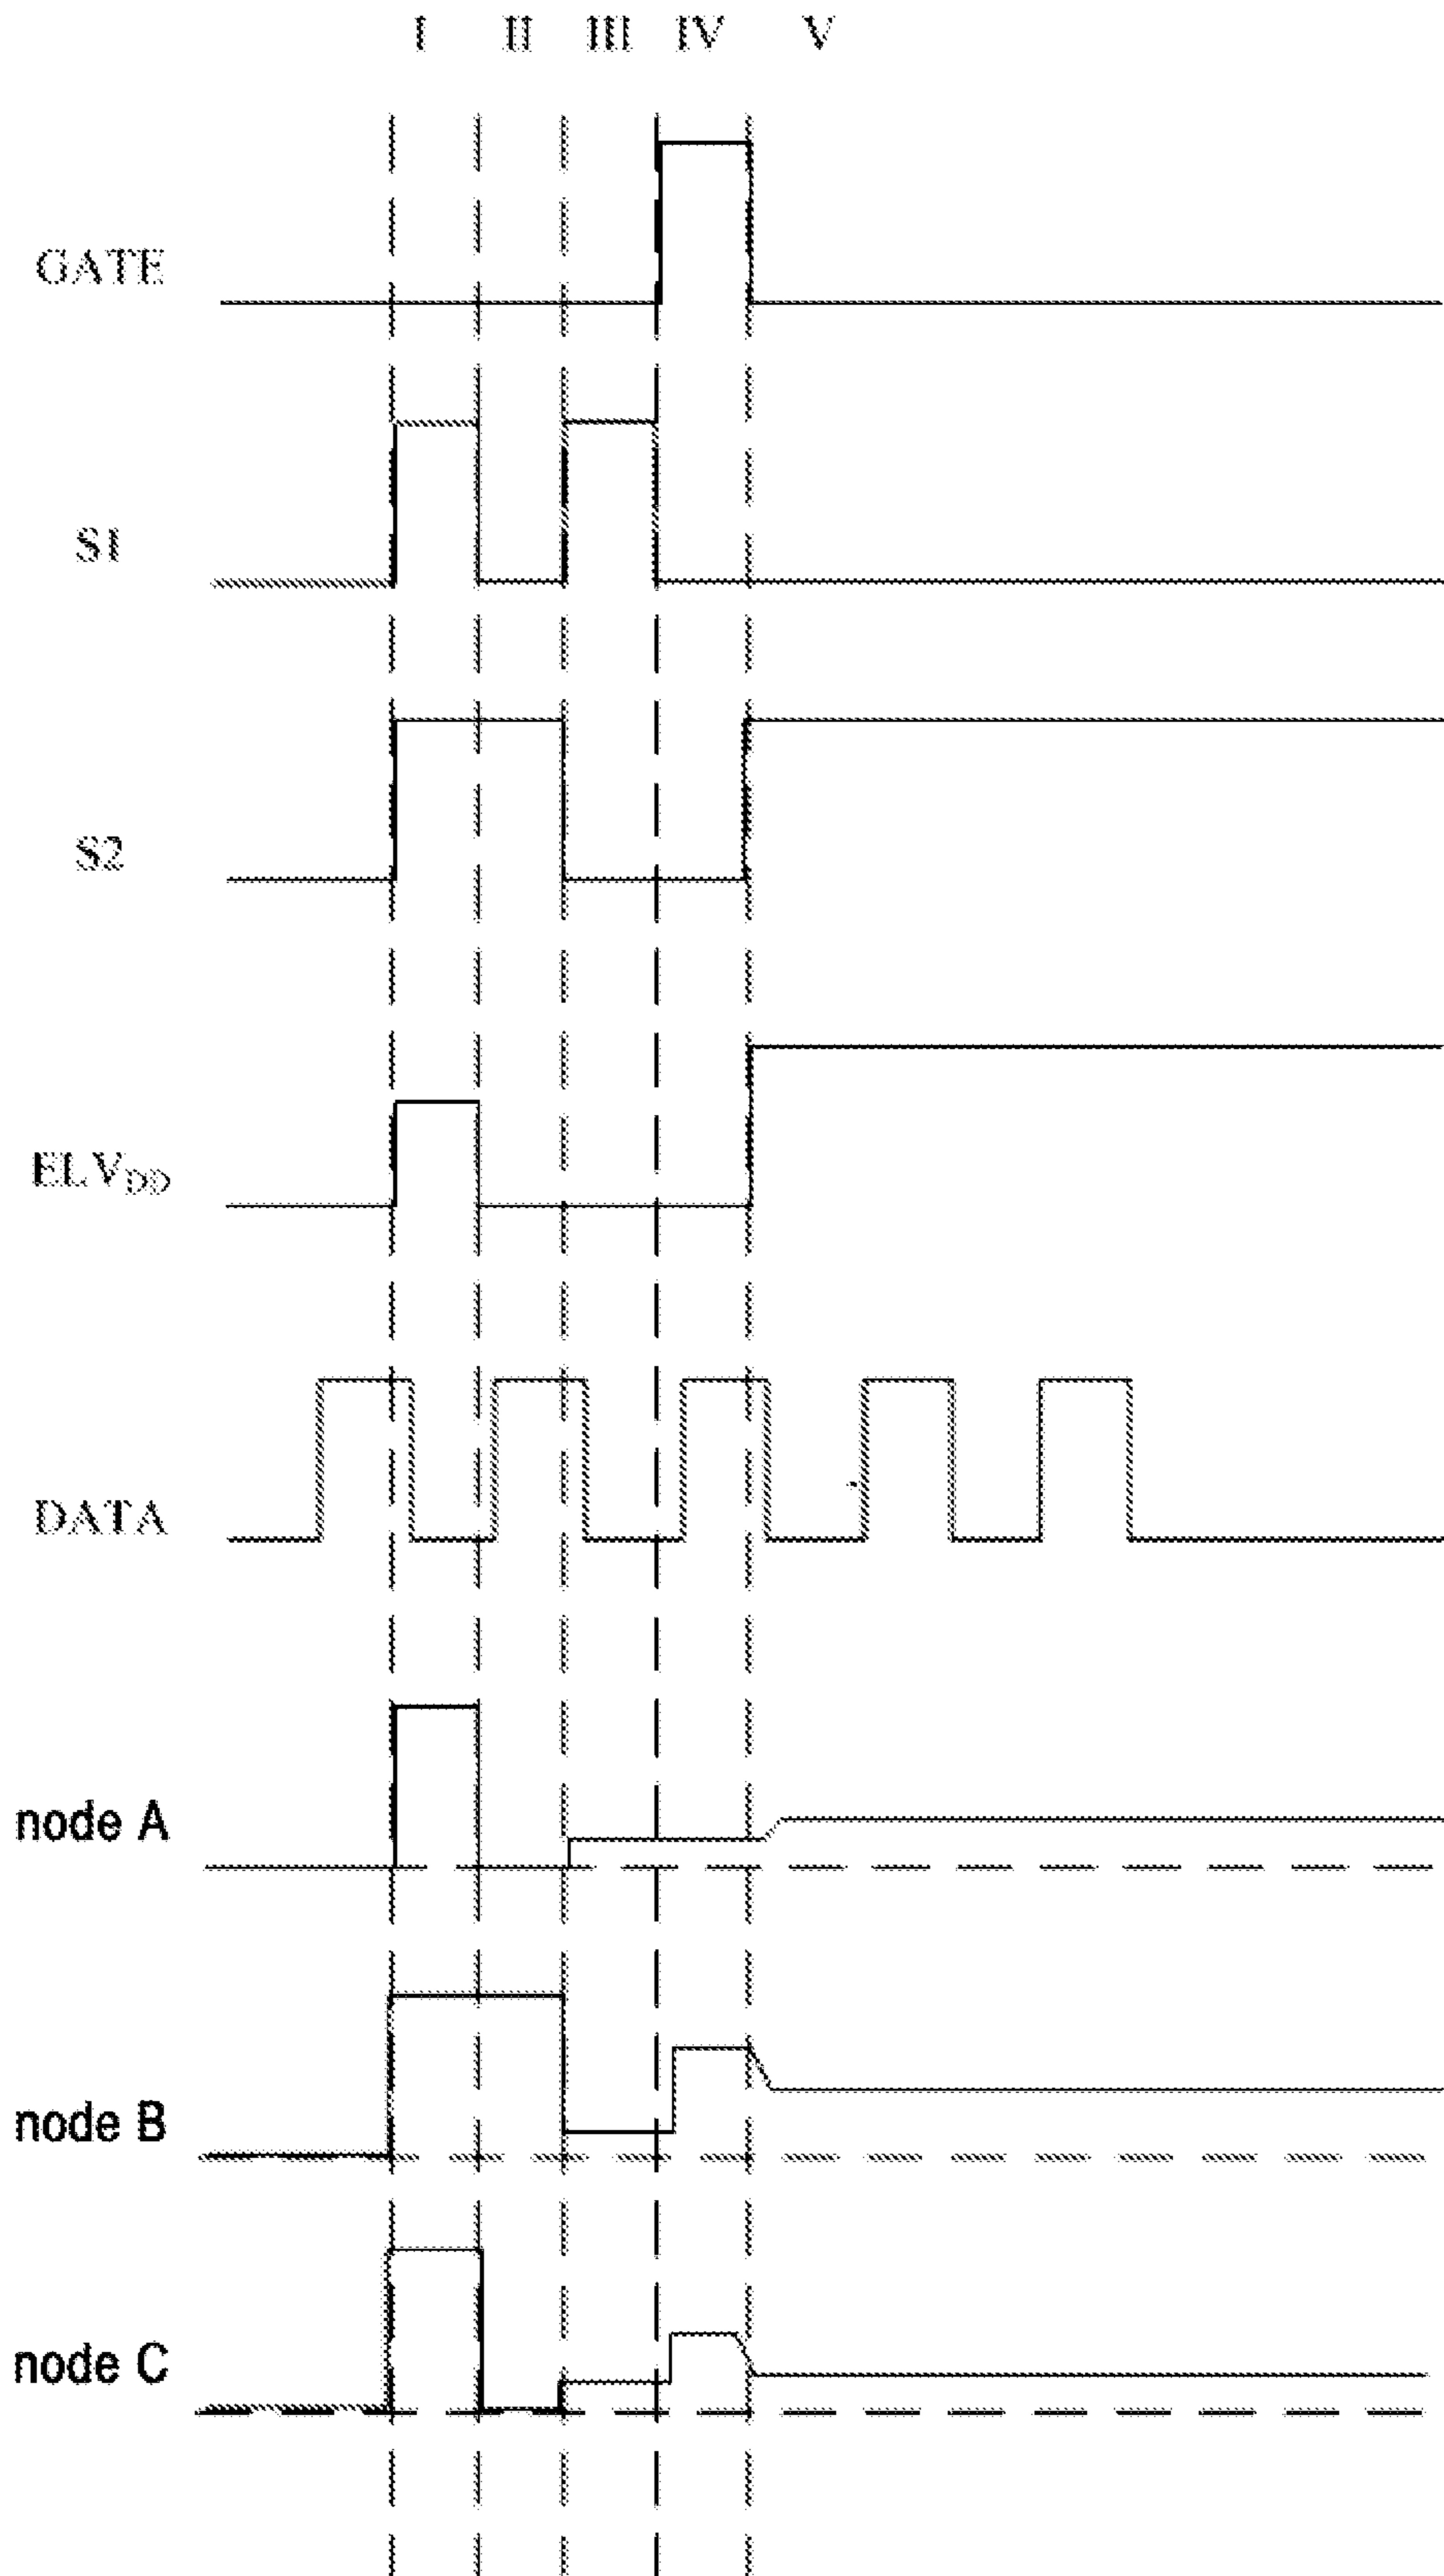 I II III IV V
GATE
S1
S2
ELVDD
DATA
node A
node B
node C